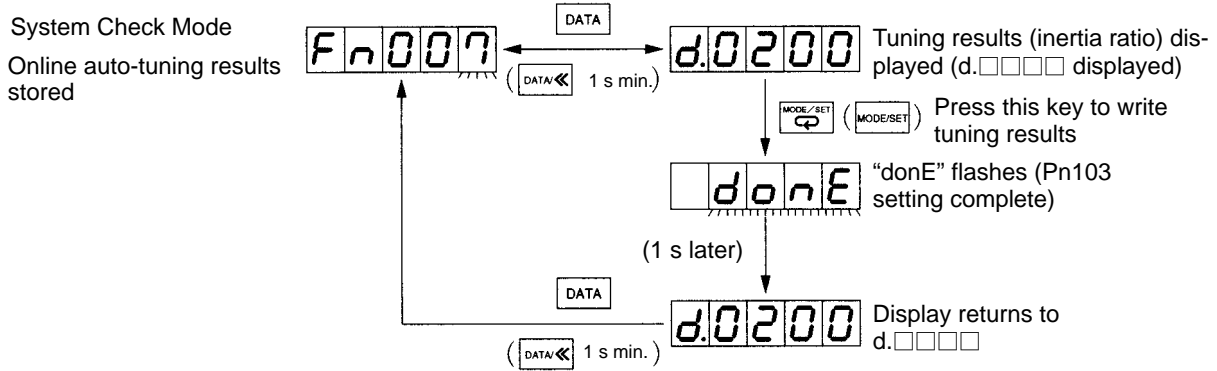 System Check Mode
Online auto-tuning results
stored
Fn007
DATA
(DATA/≪ 1 s min.)
d.0200
Tuning results (inertia ratio) dis-
played (d.□□□□ displayed)
MODE/SET (MODE/SET)
Press this key to write
tuning results
donE
“donE” flashes (Pn103
setting complete)
(1 s later)
DATA
(DATA/≪ 1 s min.)
d.0200
Display returns to
d.□□□□